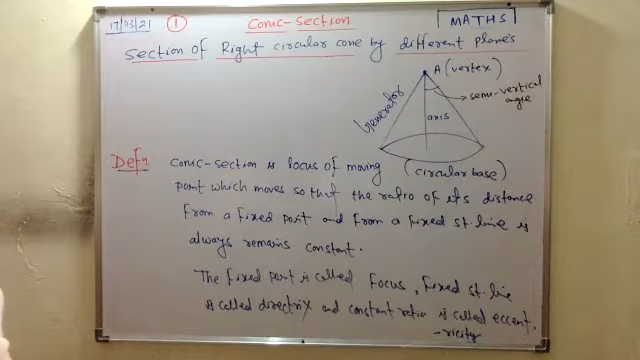 17/05/21 1 Conic-Section MATHS
Section of Right circular cone by different plane's
A (vertex)
semi-vertical
angle
Generator
axis
(circular base)
Defn Conic-section is locus of moving
point which moves so that the ratio of its distance
from a fixed point and from a fixed st. line is
always remains constant.
The fixed point is called Focus, fixed st. line
is called directrix and constant ratio is called eccent.
-ricity